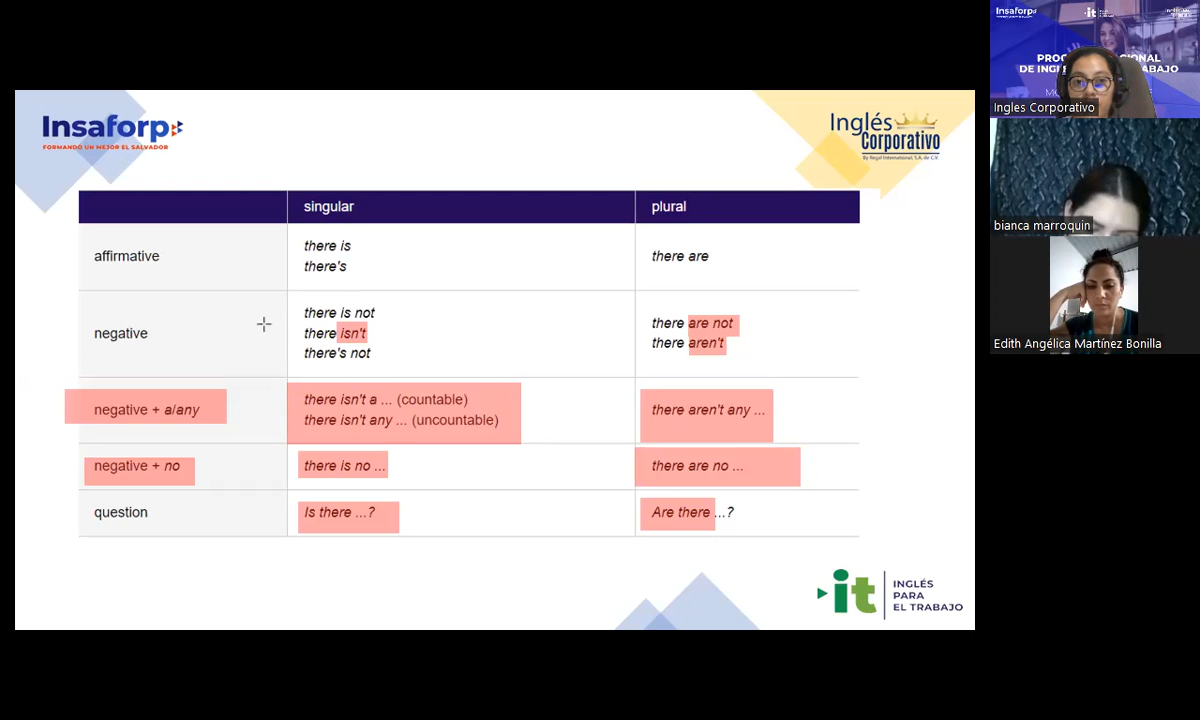 Insaforp
FORMANDO UN MEJOR EL SALVADOR
Inglés
Corporativo
By Regal International, S.A. de C.V.
singular plural
affirmative
there is
there's
there are
negative
there is not
there isn't
there's not
there are not
there aren't
negative + a/any
there isn't a ... (countable)
there isn't any ... (uncountable)
there aren't any ...
negative + no
there is no ...
there are no ...
question
Is there ...?
Are there ...?
it
INGLÉS
PARA
EL TRABAJO
Insaforp
it
Ingles Corporativo
bianca marroquin
Edith Angélica Martínez Bonilla